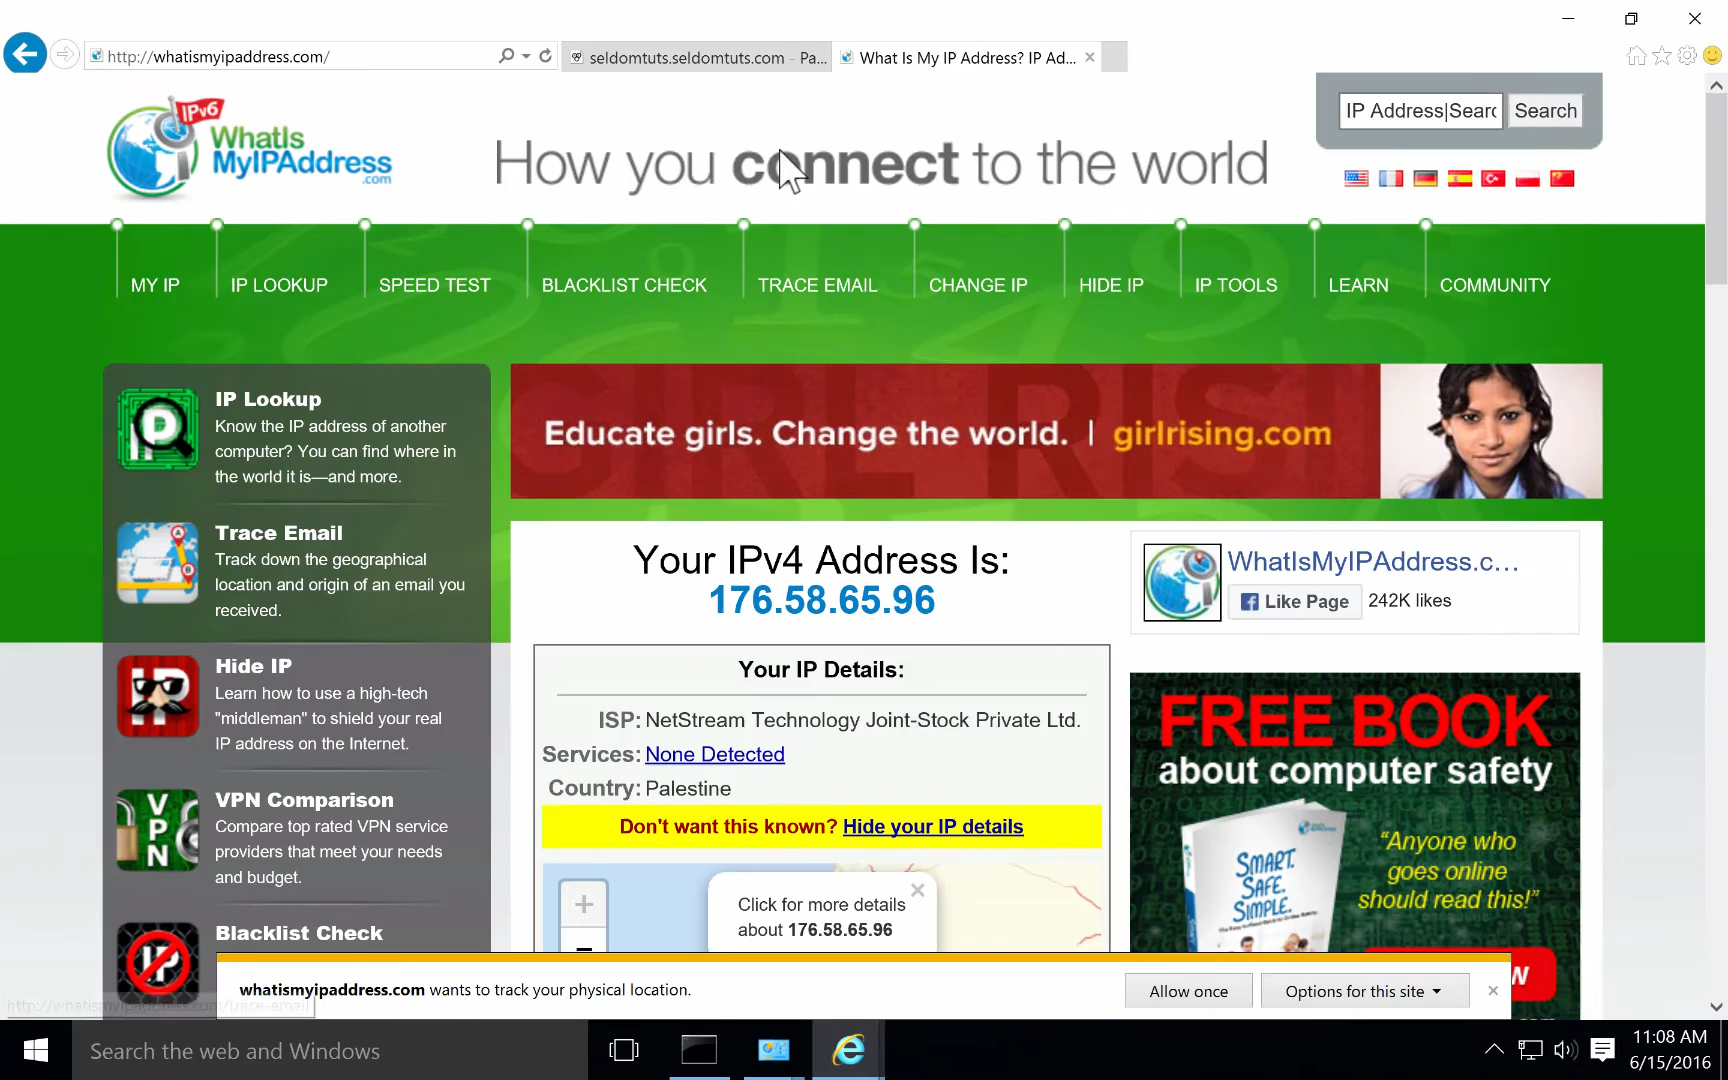 http://whatismyipaddress.com/
seldomtuts.seldomtuts.com - Pa...
What Is My IP Address? IP Ad...
IPv6
WhatIs
MyIPAddress
.com
How you connect to the world
IP Address|Searc
Search
MY IP
IP LOOKUP
SPEED TEST
BLACKLIST CHECK
TRACE EMAIL
CHANGE IP
HIDE IP
IP TOOLS
LEARN
COMMUNITY
IP Lookup
Know the IP address of another
computer? You can find where in
the world it is—and more.
Trace Email
Track down the geographical
location and origin of an email you
received.
Hide IP
Learn how to use a high-tech
"middleman" to shield your real
IP address on the Internet.
VPN Comparison
Compare top rated VPN service
providers that meet your needs
and budget.
Blacklist Check
GIRL RISI
Educate girls. Change the world. | girlrising.com
Your IPv4 Address Is:
176.58.65.96
Your IP Details:
ISP: NetStream Technology Joint-Stock Private Ltd.
Services: None Detected
Country: Palestine
Don't want this known? Hide your IP details
+
−
Click for more details
about 176.58.65.96
WhatIsMyIPAddress.c...
Like Page
242K likes
FREE BOOK
about computer safety
SMART.
SAFE.
SIMPLE.
“Anyone who
goes online
should read this!”
W
whatismyipaddress.com wants to track your physical location.
Allow once
Options for this site
http://whatismyipaddress.com/trace-email
Search the web and Windows
11:08 AM
6/15/2016